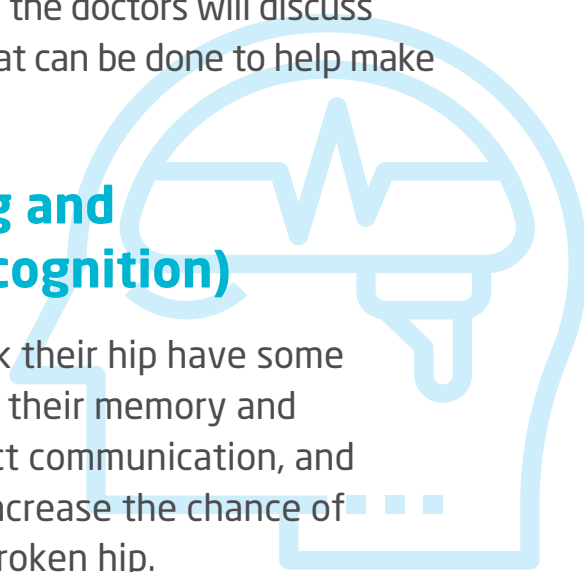 the doctors will discuss
at can be done to help make
g and
cognition)
k their hip have some
their memory and
ct communication, and
ncrease the chance of
roken hip.